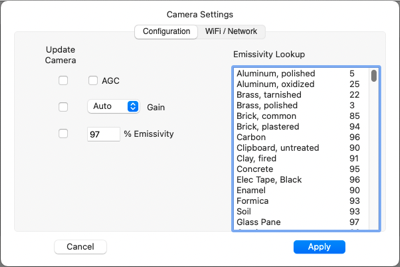 Camera Settings
Configuration WiFi / Network
Update Camera
Emissivity Lookup
AGC
Auto Gain
97 % Emissivity
Aluminum, polished 5
Aluminum, oxidized 25
Brass, tarnished 22
Brass, polished 3
Brick, common 85
Brick, plastered 94
Carbon 96
Clipboard, untreated 90
Clay, fired 91
Concrete 95
Elec Tape, Black 96
Enamel 90
Formica 93
Soil 93
Glass Pane 97
Cancel Apply